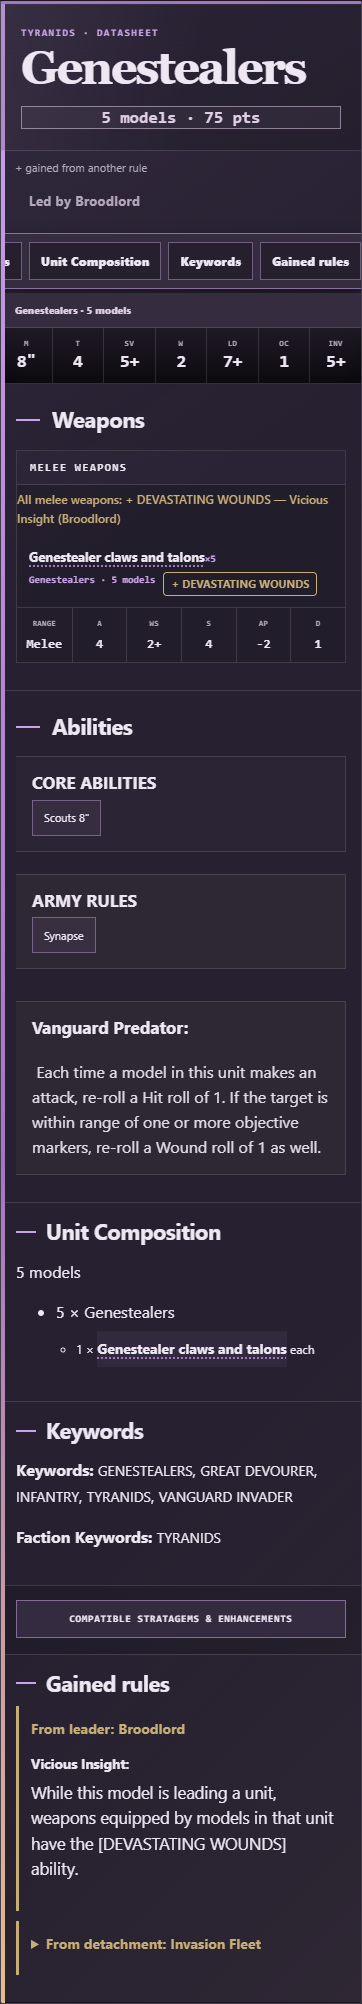 TYRANIDS · DATASHEET
Genestealers
5 models · 75 pts
+ gained from another rule
Led by Broodlord
s Unit Composition Keywords Gained rules
Genestealers · 5 models
M T SV W LD OC INV
8" 4 5+ 2 7+ 1 5+
Weapons
MELEE WEAPONS
All melee weapons: + DEVASTATING WOUNDS — Vicious
Insight (Broodlord)
Genestealer claws and talons×5
Genestealers · 5 models + DEVASTATING WOUNDS
RANGE A WS S AP D
Melee 4 2+ 4 -2 1
Abilities
CORE ABILITIES
Scouts 8"
ARMY RULES
Synapse
Vanguard Predator:
Each time a model in this unit makes an
attack, re-roll a Hit roll of 1. If the target is
within range of one or more objective
markers, re-roll a Wound roll of 1 as well.
Unit Composition
5 models
• 5 × Genestealers
◦ 1 × Genestealer claws and talons each
Keywords
Keywords: GENESTEALERS, GREAT DEVOURER,
INFANTRY, TYRANIDS, VANGUARD INVADER
Faction Keywords: TYRANIDS
COMPATIBLE STRATAGEMS & ENHANCEMENTS
Gained rules
From leader: Broodlord
Vicious Insight:
While this model is leading a unit,
weapons equipped by models in that unit
have the [DEVASTATING WOUNDS]
ability.
▶ From detachment: Invasion Fleet